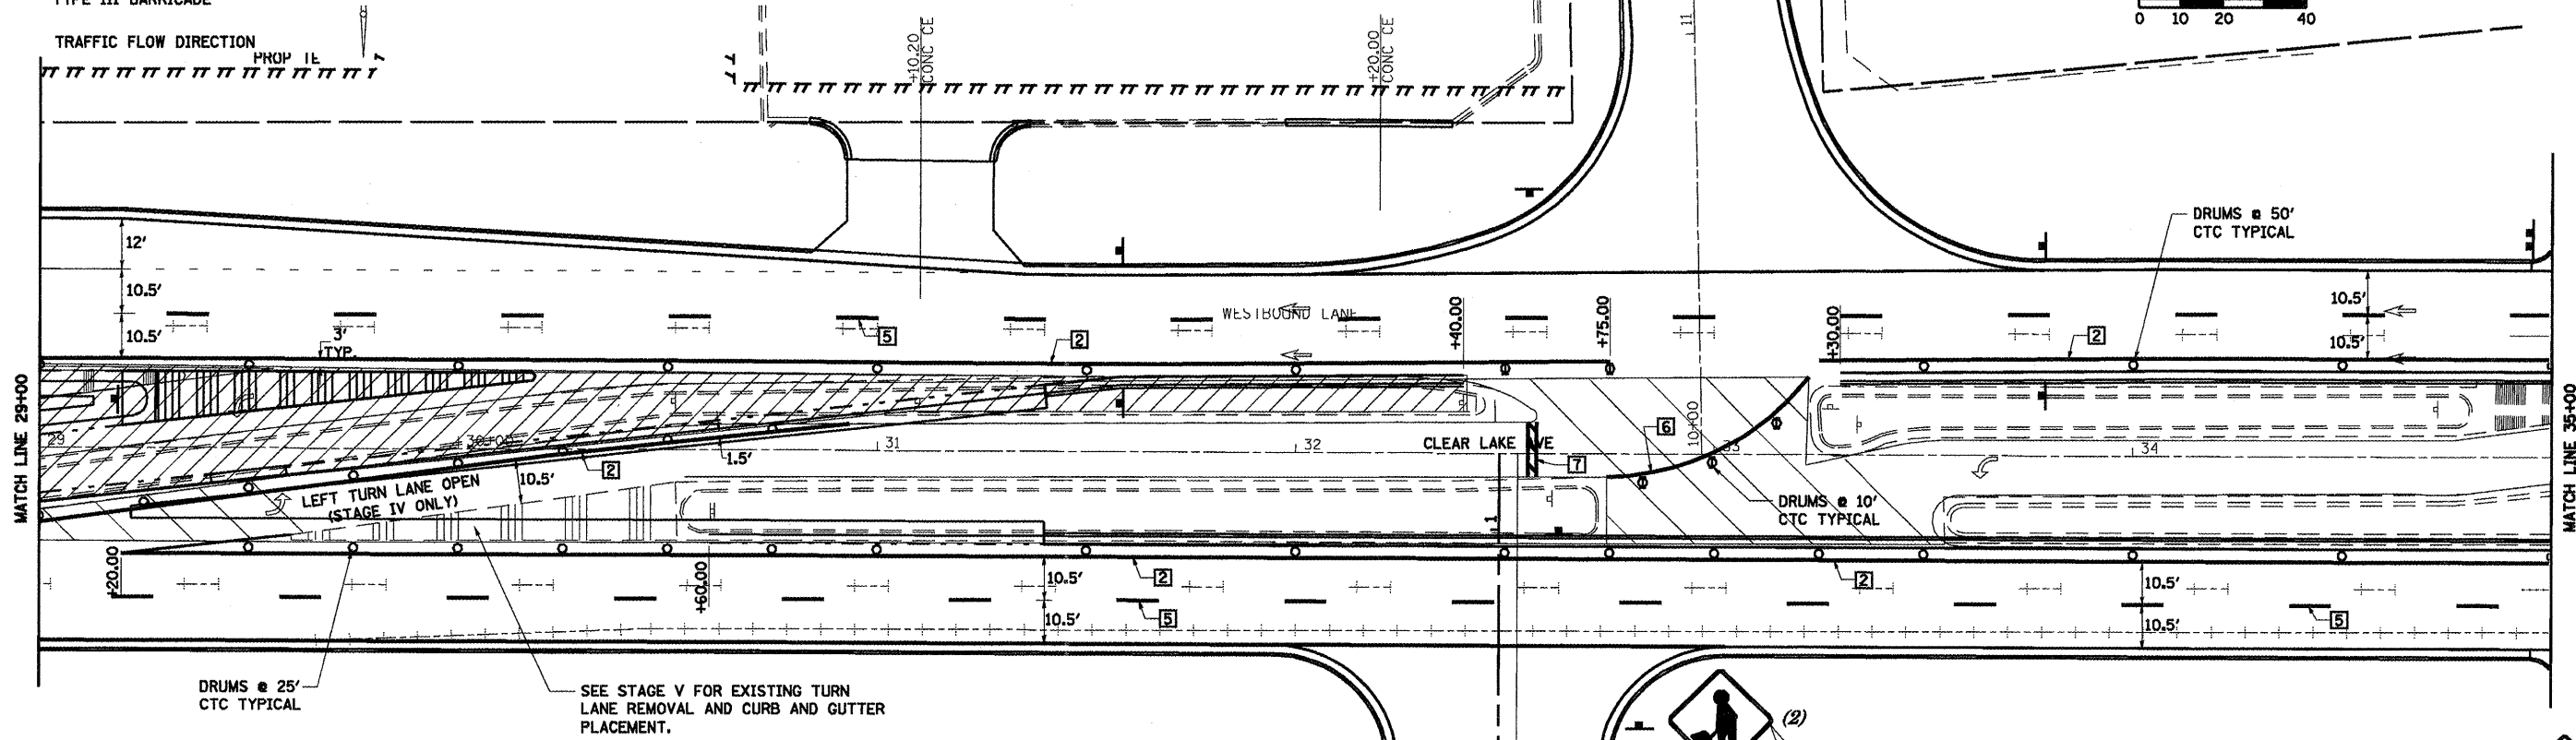 TYPE III BARRICADE
TRAFFIC FLOW DIRECTION
PROP TE
0 10 20 40
+10.20
CONC CE
+20.00
CONC CE
11
DRUMS @ 50'
CTC TYPICAL
12'
10.5'
10.5'
3'
TYP.
WESTBOUND LANE
5
2
+40.00
+75.00
+30.00
2
10.5'
10.5'
MATCH LINE 29+00
29
30+00
31
32
CLEAR LAKE
33
34
10+00
6
7
1.5'
2
10.5'
LEFT TURN LANE OPEN
(STAGE IV ONLY)
DRUMS @ 10'
CTC TYPICAL
MATCH LINE 35+00
1
+20.00
+60.00
2
10.5'
10.5'
5
2
10.5'
10.5'
5
DRUMS @ 25'
CTC TYPICAL
SEE STAGE V FOR EXISTING TURN
LANE REMOVAL AND CURB AND GUTTER
PLACEMENT.
(2)